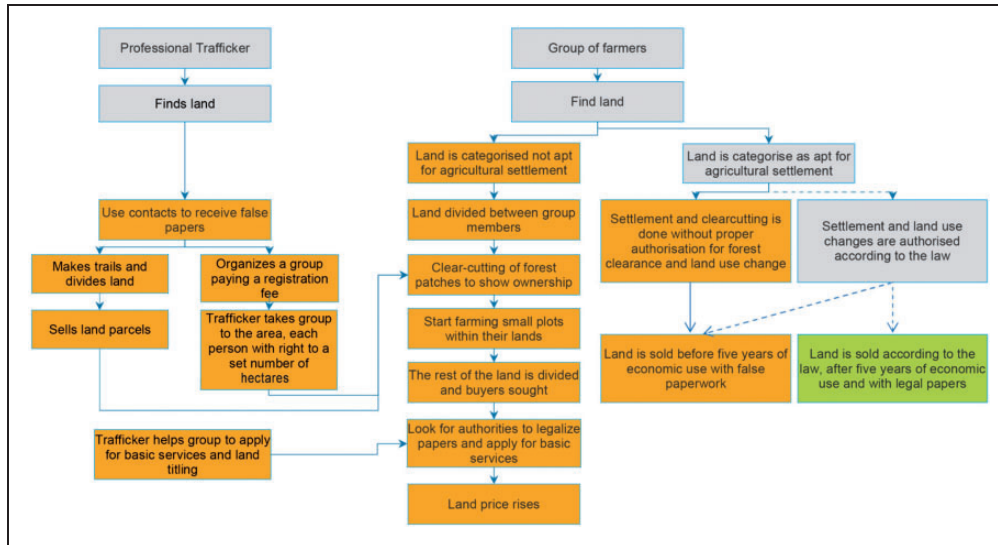 Professional Trafficker
Finds land
Use contacts to receive false
papers
Makes trails and
divides land
Sells land parcels
Organizes a group
paying a registration
fee
Trafficker takes group
to the area, each
person with right to a
set number of
hectares
Trafficker helps group to apply
for basic services and land
titling
Group of farmers
Find land
Land is categorised not apt
for agricultural settlement
Land divided between group
members
Clear-cutting of forest
patches to show ownership
Start farming small plots
within their lands
The rest of the land is divided
and buyers sought
Look for authorities to legalize
papers and apply for basic
services
Land price rises
Land is categorise as apt for
agricultural settlement
Settlement and clearcutting is
done without proper
authorisation for forest
clearance and land use change
Settlement and land use
changes are authorised
according to the law
Land is sold before five years of
economic use with false
paperwork
Land is sold according to the
law, after five years of economic
use and with legal papers